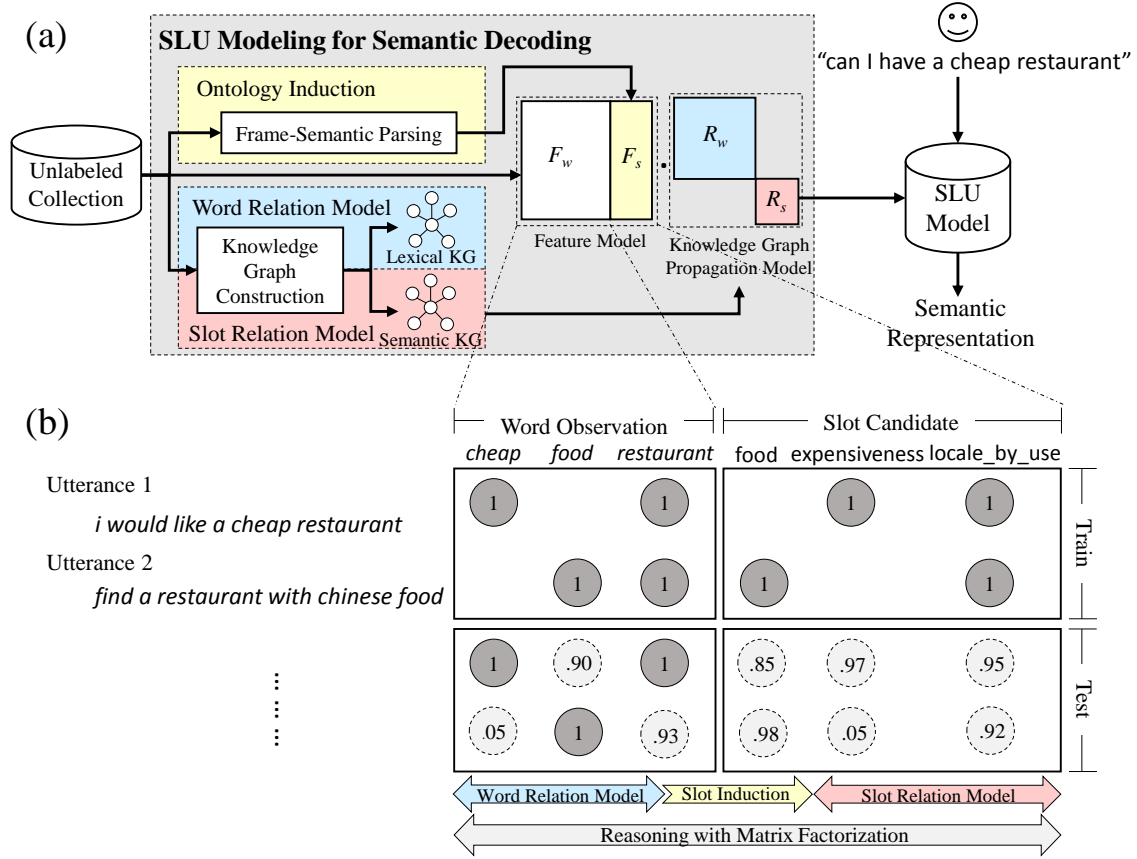 (a)
SLU Modeling for Semantic Decoding
"can I have a cheap restaurant"
Ontology Induction
Frame-Semantic Parsing
Unlabeled
Collection
F_w
F_s
.
R_w
R_s
SLU
Model
Word Relation Model
Knowledge
Graph
Construction
Lexical KG
Slot Relation Model
Semantic KG
Feature Model
Knowledge Graph
Propagation Model
Semantic
Representation
(b)
Word Observation
Slot Candidate
cheap food restaurant
food expensiveness locale_by_use
Utterance 1
i would like a cheap restaurant
1 1 1 1
Utterance 2
find a restaurant with chinese food
1 1 1 1
Train
1 .90 1 .85 .97 .95
.05 1 .93 .98 .05 .92
Test
Word Relation Model
Slot Induction
Slot Relation Model
Reasoning with Matrix Factorization